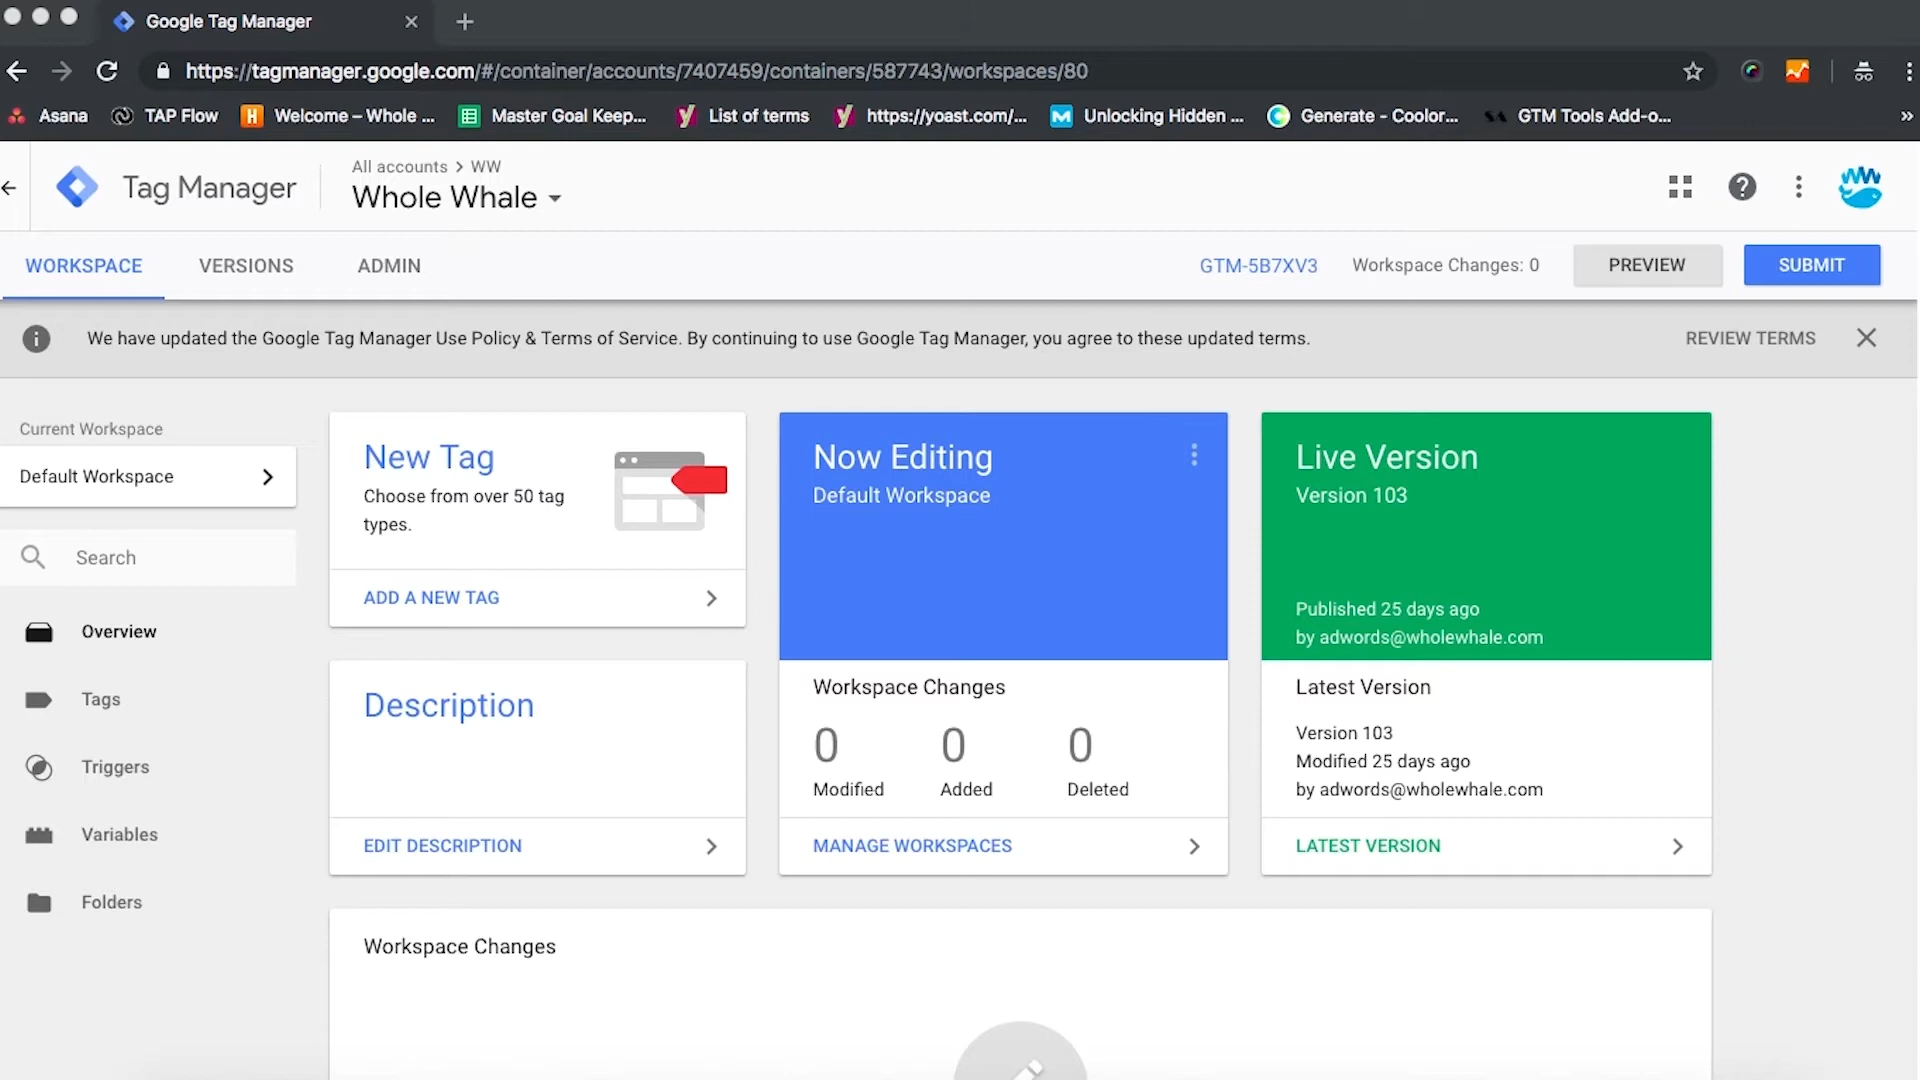 Google Tag Manager
https://tagmanager.google.com/#/container/accounts/7407459/containers/587743/workspaces/80
Asana
TAP Flow
Welcome – Whole ...
Master Goal Keep...
List of terms
https://yoast.com/...
Unlocking Hidden ...
Generate - Coolor...
GTM Tools Add-o...
»
Tag Manager
All accounts > WW
Whole Whale
WORKSPACE
VERSIONS
ADMIN
GTM-5B7XV3
Workspace Changes: 0
PREVIEW
SUBMIT
We have updated the Google Tag Manager Use Policy & Terms of Service. By continuing to use Google Tag Manager, you agree to these updated terms.
REVIEW TERMS
Current Workspace
Default Workspace
Search
Overview
Tags
Triggers
Variables
Folders
New Tag
Choose from over 50 tag
types.
ADD A NEW TAG
Description
EDIT DESCRIPTION
Now Editing
Default Workspace
Workspace Changes
0 0 0
Modified Added Deleted
MANAGE WORKSPACES
Live Version
Version 103
Published 25 days ago
by adwords@wholewhale.com
Latest Version
Version 103
Modified 25 days ago
by adwords@wholewhale.com
LATEST VERSION
Workspace Changes